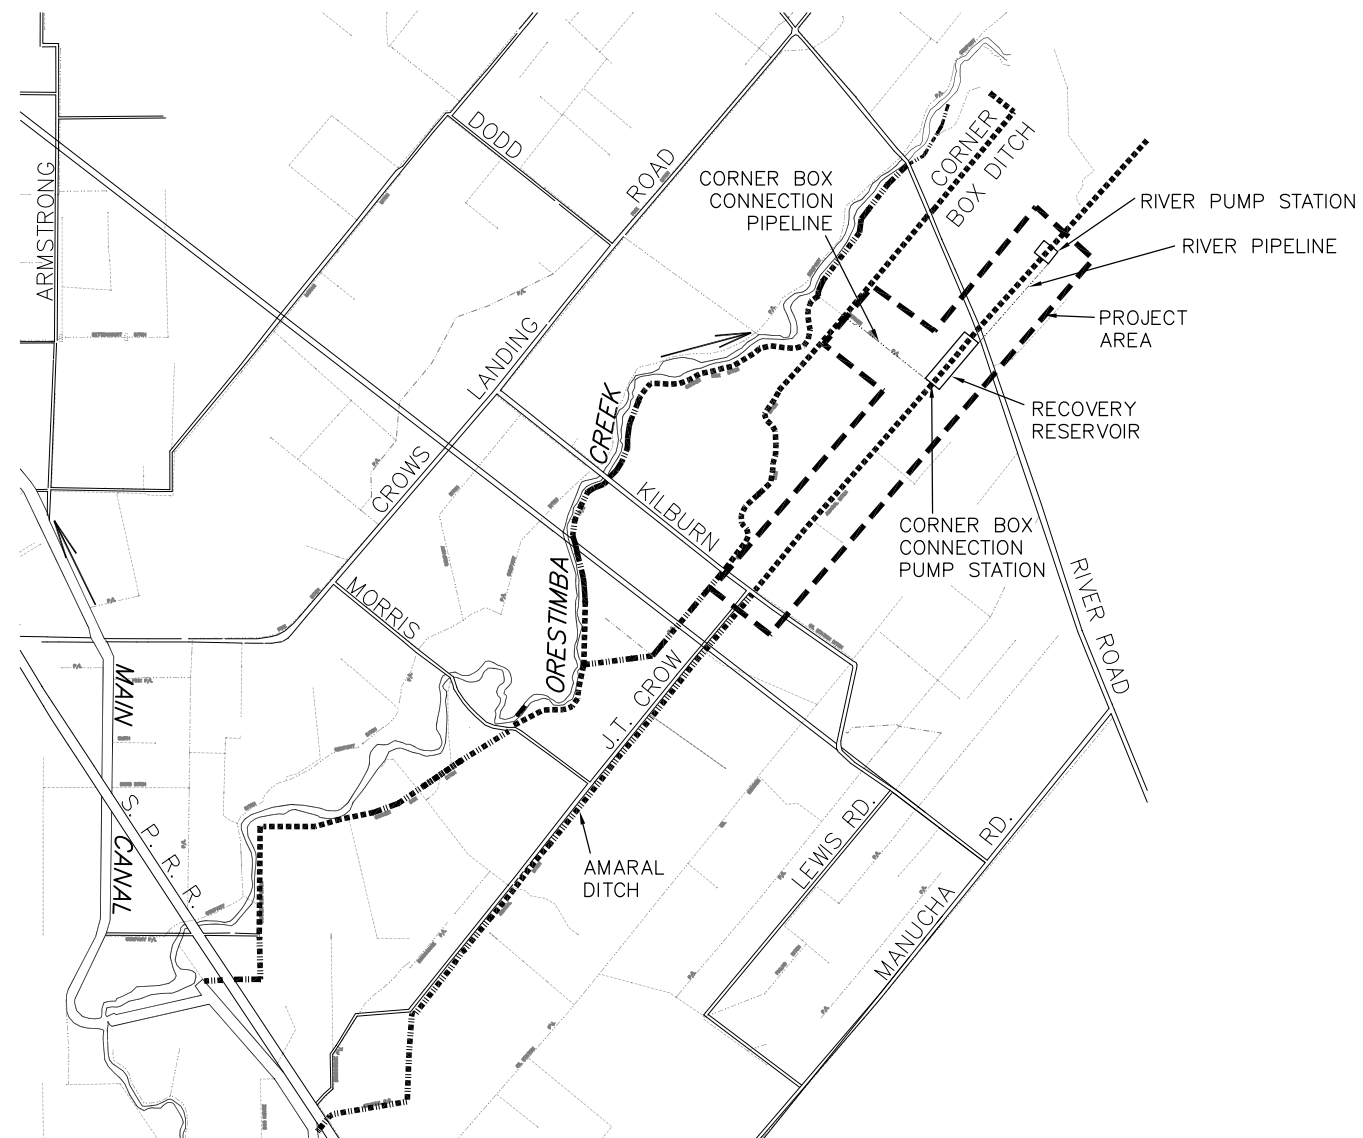 DODD
ARMSTRONG
ROAD
CORNER
BOX DITCH
CORNER BOX
CONNECTION
PIPELINE
RIVER PUMP STATION
RIVER PIPELINE
PROJECT
AREA
LANDING
CREEK
RECOVERY
RESERVOIR
CROWS
KILBURN
CORNER BOX
CONNECTION
PUMP STATION
MORRIS
ORESTIMBA
RIVER ROAD
MAIN
J.T. CROW
S. P. R. R.
CANAL
AMARAL
DITCH
LEWIS RD.
RD.
MANUCHA